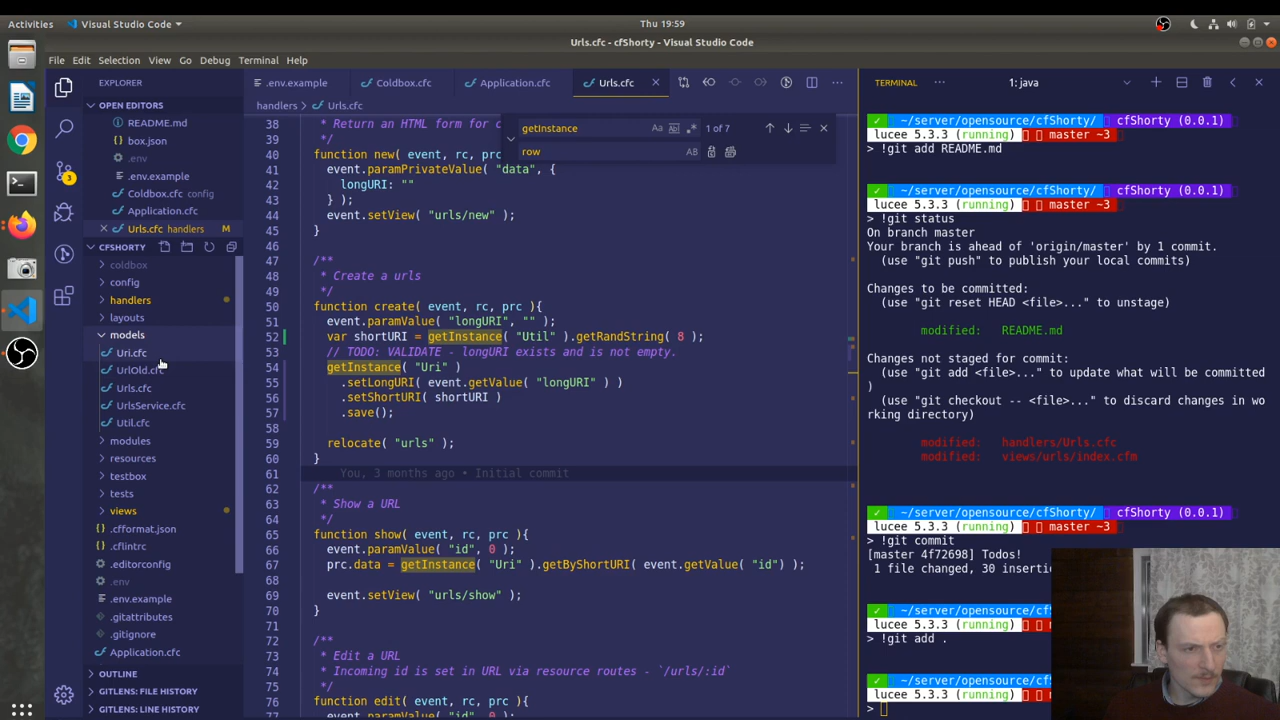 Activities
Visual Studio Code
Thu 19:59
Urls.cfc - cfShorty - Visual Studio Code
File Edit Selection View Go Debug Terminal Help
EXPLORER
OPEN EDITORS
README.md
box.json
.env
.env.example
Coldbox.cfc config
Application.cfc
Urls.cfc handlers M
CFSHORTY
coldbox
config
handlers
layouts
models
Uri.cfc
UrlOld.cfc
Urls.cfc
UrlsService.cfc
Util.cfc
modules
resources
testbox
tests
views
.cfformat.json
.cflintrc
.editorconfig
.env
.env.example
.gitattributes
.gitignore
Application.cfc
OUTLINE
GITLENS: FILE HISTORY
GITLENS: LINE HISTORY
3
.env.example
Coldbox.cfc
Application.cfc
Urls.cfc
handlers > Urls.cfc
getInstance
Aa
1 of 7
row
AB
38 * Return an HTML form for c
39 */
40 function new( event, rc, prc
41 event.paramPrivateValue( "data", {
42 longURI: ""
43 } );
44 event.setView( "urls/new" );
45 }
46
47 /**
48 * Create a urls
49 */
50 function create( event, rc, prc ){
51 event.paramValue( "longURI", "" );
52 var shortURI = getInstance( "Util" ).getRandString( 8 );
53 // TODO: VALIDATE - longURI exists and is not empty.
54 getInstance( "Uri" )
55 .setLongURI( event.getValue( "longURI" ) )
56 .setShortURI( shortURI )
57 .save();
58
59 relocate( "urls" );
60 }
61 You, 3 months ago • Initial commit
62 /**
63 * Show a URL
64 */
65 function show( event, rc, prc ){
66 event.paramValue( "id", 0 );
67 prc.data = getInstance( "Uri" ).getByShortURI( event.getValue( "id") );
68
69 event.setView( "urls/show" );
70 }
71
72 /**
73 * Edit a URL
74 * Incoming id is set in URL via resource routes - `/urls/:id`
75 */
76 function edit( event, rc, prc ){
77 event.paramValue( "id", 0 );
TERMINAL
1: java
✓ ~/server/opensource/cfShorty/ cfShorty (0.0.1)
lucee 5.3.3 (running) master ~3
> !git add README.md
✓ ~/server/opensource/cfShorty/ cfShorty (0.0.1)
lucee 5.3.3 (running) master ~3
> !git status
On branch master
Your branch is ahead of 'origin/master' by 1 commit.
(use "git push" to publish your local commits)
Changes to be committed:
(use "git reset HEAD <file>..." to unstage)
modified: README.md
Changes not staged for commit:
(use "git add <file>..." to update what will be committed
)
(use "git checkout -- <file>..." to discard changes in wo
rking directory)
modified: handlers/Urls.cfc
modified: views/urls/index.cfm
✓ ~/server/opensource/cfShorty/ cfShorty (0.0.1)
lucee 5.3.3 (running) master ~3
> !git commit
[master 4f72698] Todos!
1 file changed, 30 inserti
✓ ~/server/opensource/cfSho
lucee 5.3.3 (running)
> !git add .
✓ ~/server/opensource/cfSho
lucee 5.3.3 (running)
>